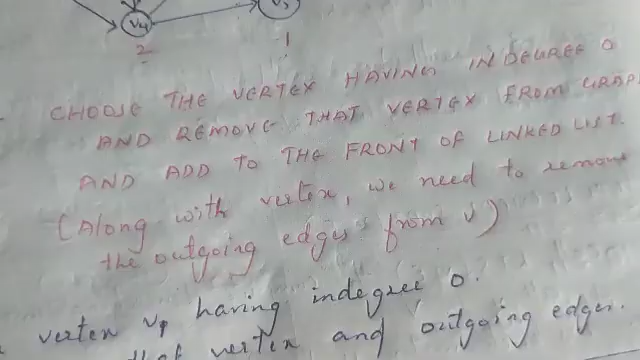 V4 V5
2 1
CHOOSE THE VERTEX HAVING INDEGREE 0
AND REMOVE THAT VERTEX FROM GRAP
AND ADD TO THE FRONT OF LINKED LIST.
(Along with vertex, we need to remove
the outgoing edges from v)
vertex vp having indegree 0.
that vertex and outgoing edges.